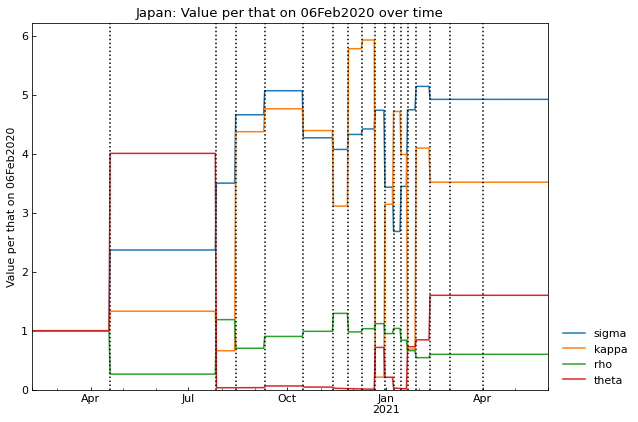 Japan: Value per that on 06Feb2020 over time
Value per that on 06Feb2020
6
5
4
3
2
1
0
Apr
Jul
Oct
Jan
2021
Apr
sigma
kappa
rho
theta